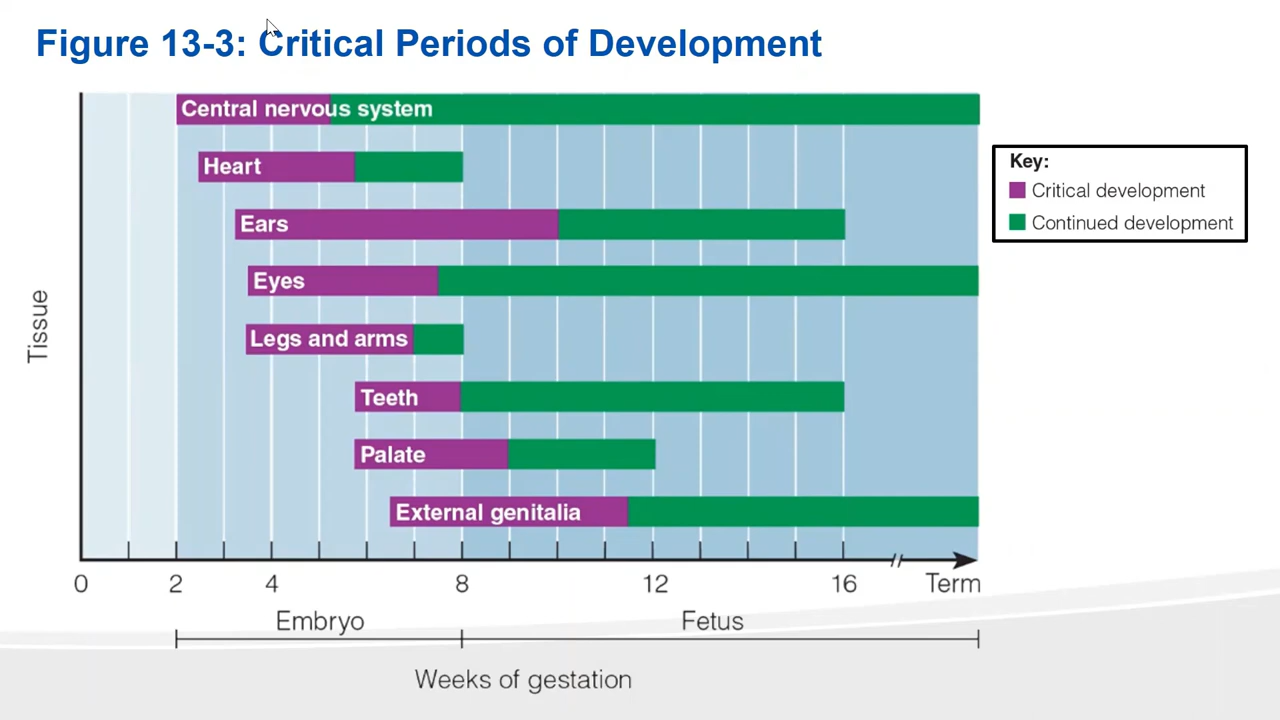 Figure 13-3: Critical Periods of Development
Central nervous system
Heart
Ears
Eyes
Legs and arms
Teeth
Palate
External genitalia
Tissue
Key:
Critical development
Continued development
0 2 4 8 12 16 Term
Embryo Fetus
Weeks of gestation